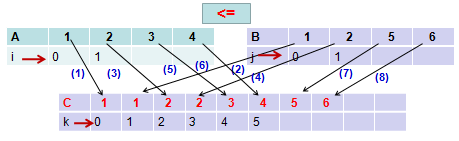 <=
A 1 2 3 4
B 1 2 5 6
i 0 1
j 0 1
(1) (3) (5) (6) (2) (4) (7) (8)
C 1 1 2 2 3 4 5 6
k 0 1 2 3 4 5